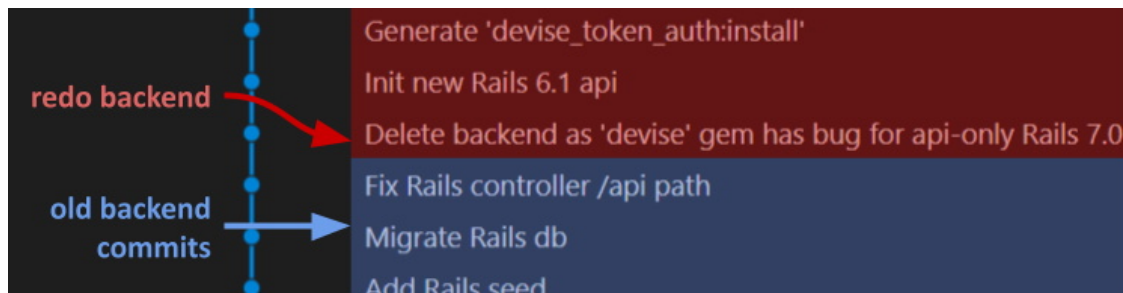 Generate 'devise_token_auth:install'
Init new Rails 6.1 api
redo backend
Delete backend as 'devise' gem has bug for api-only Rails 7.0
Fix Rails controller /api path
old backend
commits
Migrate Rails db
Add Rails seed